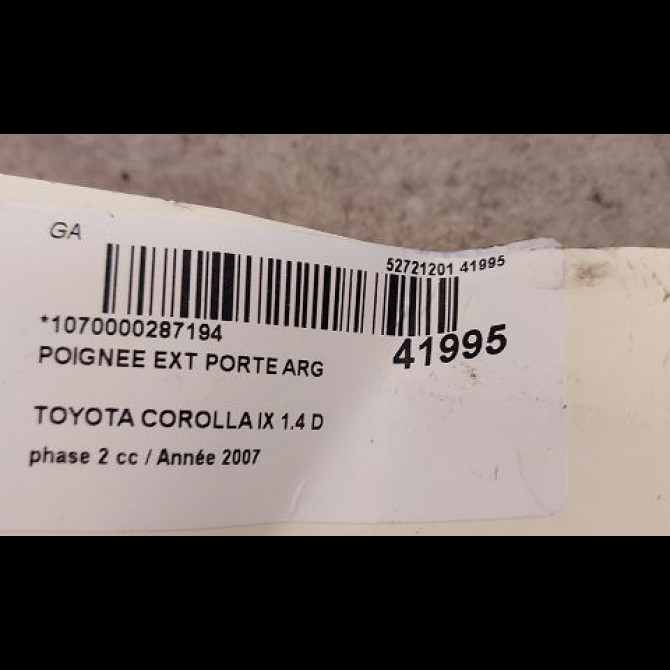 GA
52721201 41995
*1070000287194
41995
POIGNEE EXT PORTE ARG
TOYOTA COROLLA IX 1.4 D
phase 2 cc / Année 2007